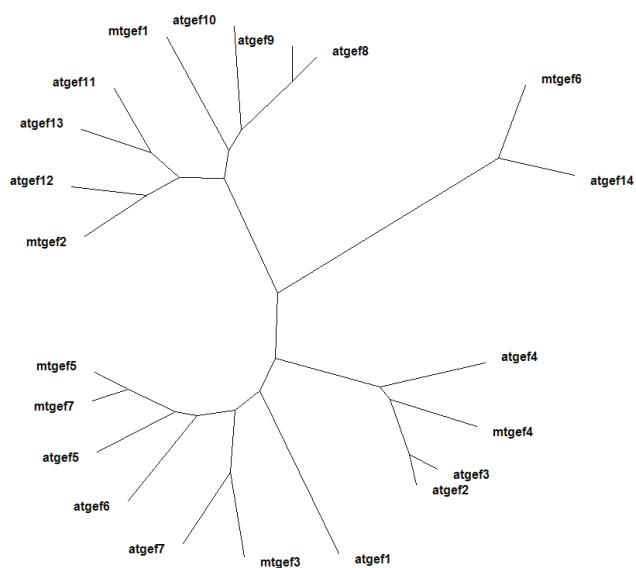 atgef10
mtgef1
atgef9
atgef8
atgef11
mtgef6
atgef13
atgef12
atgef14
mtgef2
mtgef5
atgef4
mtgef7
mtgef4
atgef5
atgef3
atgef2
atgef6
atgef7
mtgef3
atgef1